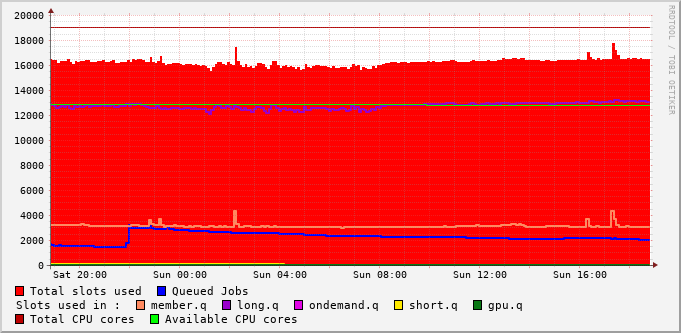 RRDTOOL / TOBI OETIKER
20000
18000
16000
14000
12000
10000
8000
6000
4000
2000
0
Sat 20:00 Sun 00:00 Sun 04:00 Sun 08:00 Sun 12:00 Sun 16:00
Total slots used Queued Jobs
Slots used in : member.q long.q ondemand.q short.q gpu.q
Total CPU cores Available CPU cores